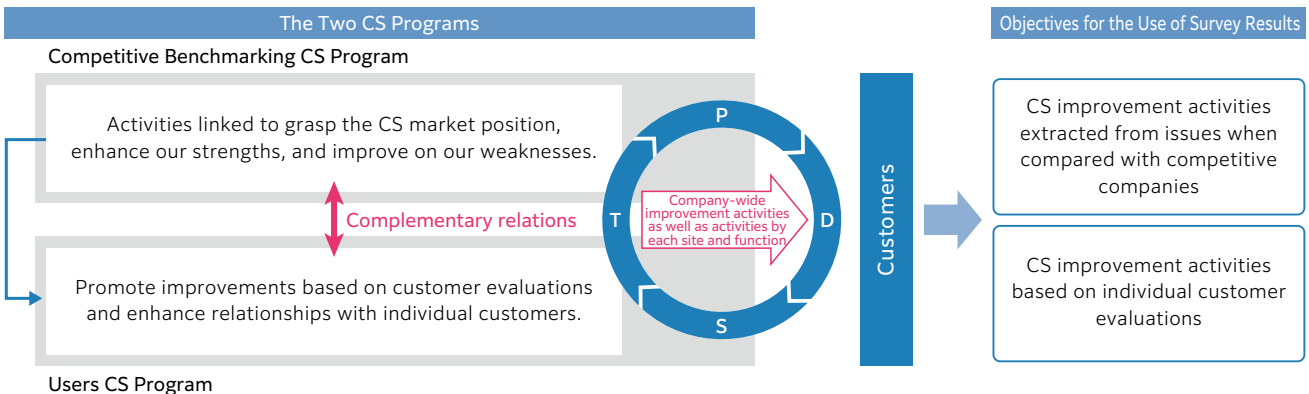 The Two CS Programs
Competitive Benchmarking CS Program
Activities linked to grasp the CS market position,
enhance our strengths, and improve on our weaknesses.
Complementary relations
Promote improvements based on customer evaluations
and enhance relationships with individual customers.
Users CS Program
P
D
S
T
Company-wide
improvement activities
as well as activities by
each site and function
Customers
Objectives for the Use of Survey Results
CS improvement activities
extracted from issues when
compared with competitive
companies
CS improvement activities
based on individual customer
evaluations